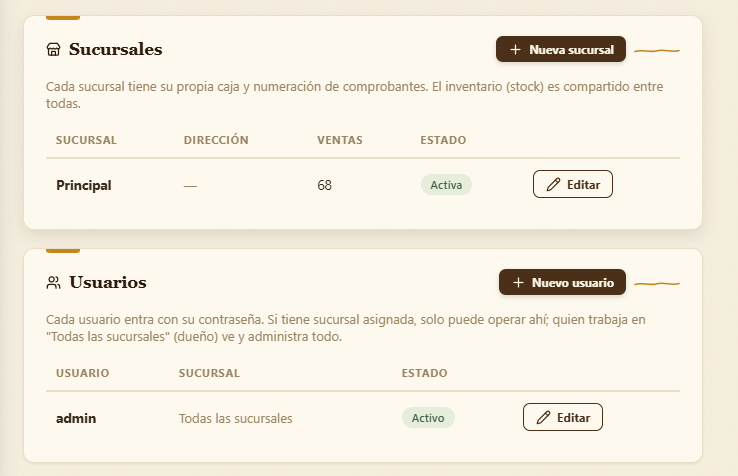 Sucursales
+ Nueva sucursal
Cada sucursal tiene su propia caja y numeración de comprobantes. El inventario (stock) es compartido entre
todas.
SUCURSAL DIRECCIÓN VENTAS ESTADO
Principal — 68 Activa Editar
Usuarios
+ Nuevo usuario
Cada usuario entra con su contraseña. Si tiene sucursal asignada, solo puede operar ahí; quien trabaja en
"Todas las sucursales" (dueño) ve y administra todo.
USUARIO SUCURSAL ESTADO
admin Todas las sucursales Activo Editar